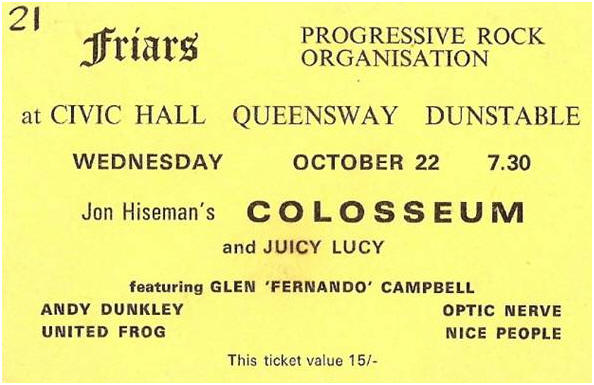 21
Friars PROGRESSIVE ROCK
ORGANISATION
at CIVIC HALL QUEENSWAY DUNSTABLE
WEDNESDAY OCTOBER 22 7.30
Jon Hiseman's COLOSSEUM
and JUICY LUCY
featuring GLEN 'FERNANDO' CAMPBELL
ANDY DUNKLEY OPTIC NERVE
UNITED FROG NICE PEOPLE
This ticket value 15/-